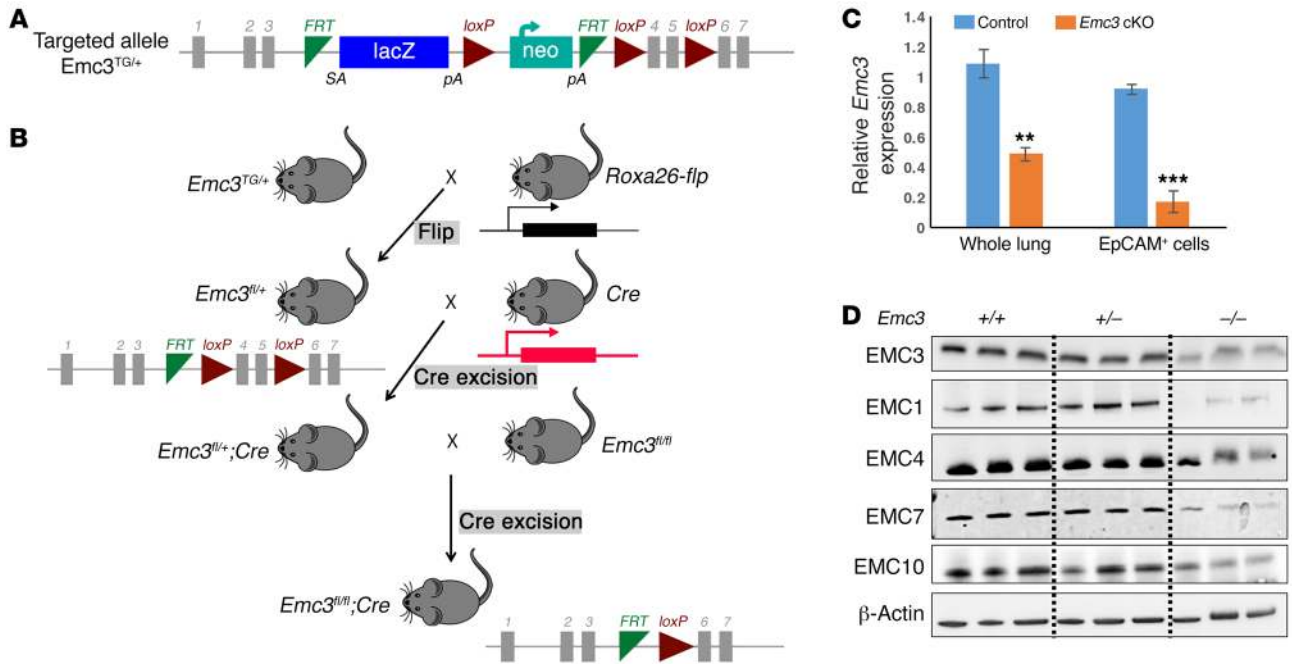 A
Targeted allele
Emc3TG/+
1 2 3 FRT lacZ loxP neo FRT loxP 4 5 loxP 6 7
SA pA pA
B
Emc3TG/+ X Roxa26-flp
Flip
Emc3fl/+ X Cre
1 2 3 FRT loxP 4 5 loxP 6 7
Cre excision
Emc3fl/+;Cre X Emc3fl/fl
Cre excision
Emc3fl/fl;Cre
1 2 3 FRT loxP 6 7
C
Control Emc3 cKO
Relative Emc3
expression
1.4
1.2
1
0.8
0.6
0.4
0.2
0
**
***
Whole lung EpCAM+ cells
D
Emc3 +/+ +/− −/−
EMC3
EMC1
EMC4
EMC7
EMC10
β-Actin